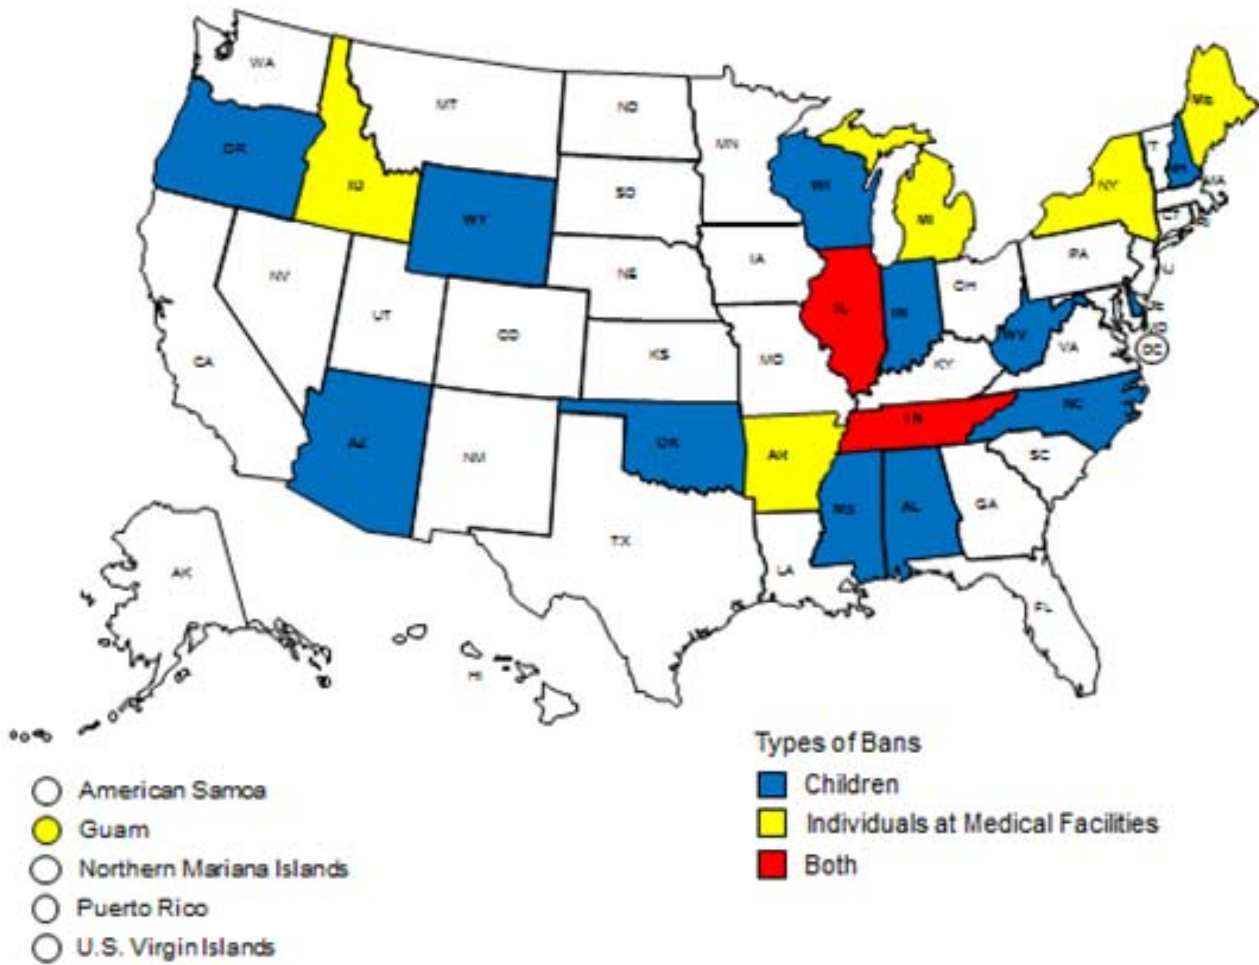 WA
MT
ND
MN
ME
OR
ID
WY
SD
WI
MI
NY
NH
MA
NV
UT
CO
NE
IA
IL
IN
OH
PA
CT
CA
KS
MO
KY
WV
VA
DC
AZ
NM
OK
AR
TN
NC
SC
TX
LA
MS
AL
GA
FL
AK
HI
Types of Bans
Children
Individuals at Medical Facilities
Both
American Samoa
Guam
Northern Mariana Islands
Puerto Rico
U.S. Virgin Islands